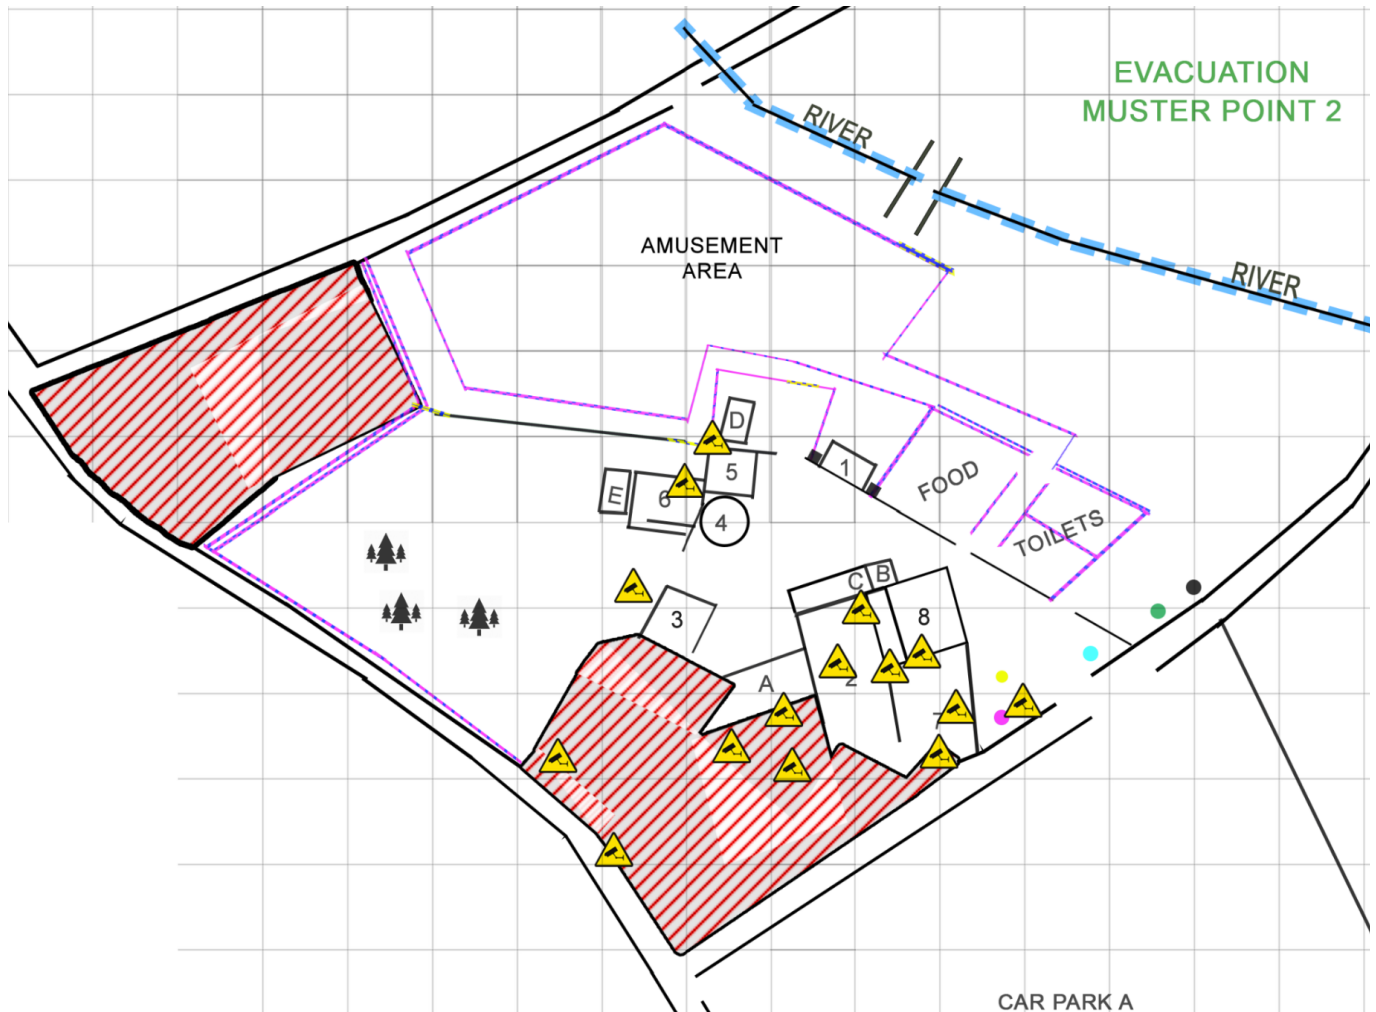 EVACUATION
MUSTER POINT 2
RIVER
RIVER
AMUSEMENT
AREA
D
5
1
E
6
4
FOOD
TOILETS
C
B
8
3
A
2
7
CAR PARK A